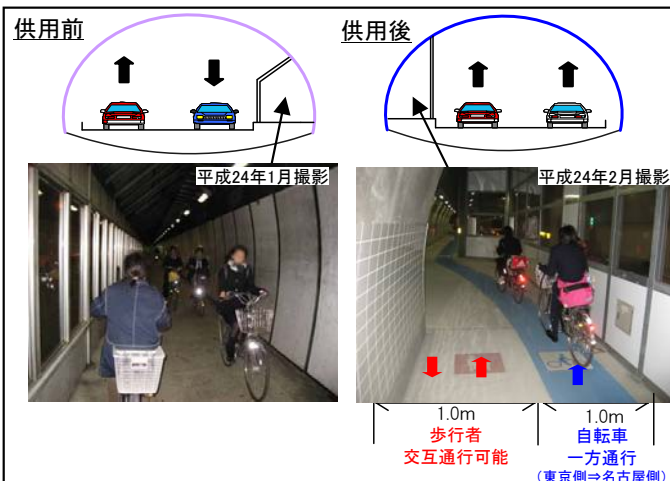 供用前
供用後
平成24年1月撮影
平成24年2月撮影
1.0m
1.0m
歩行者
交互通行可能
自転車
一方通行
(東京側⇒名古屋側)